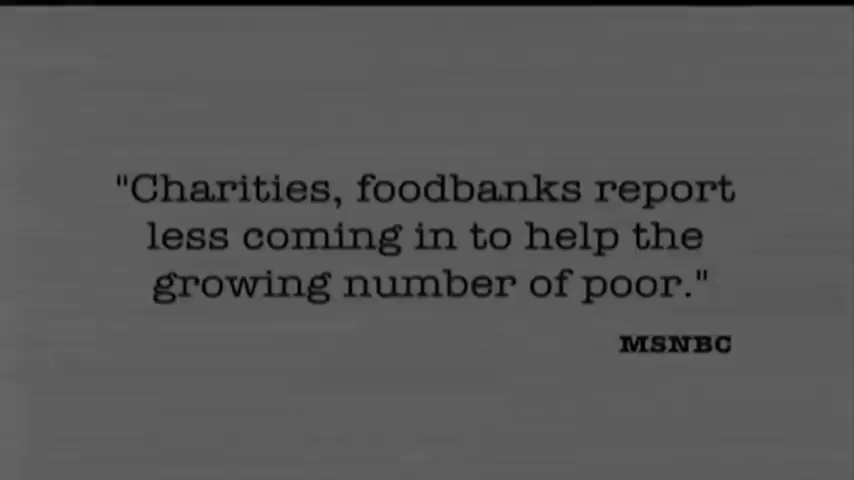 "Charities, foodbanks report
less coming in to help the
growing number of poor."
MSNBC